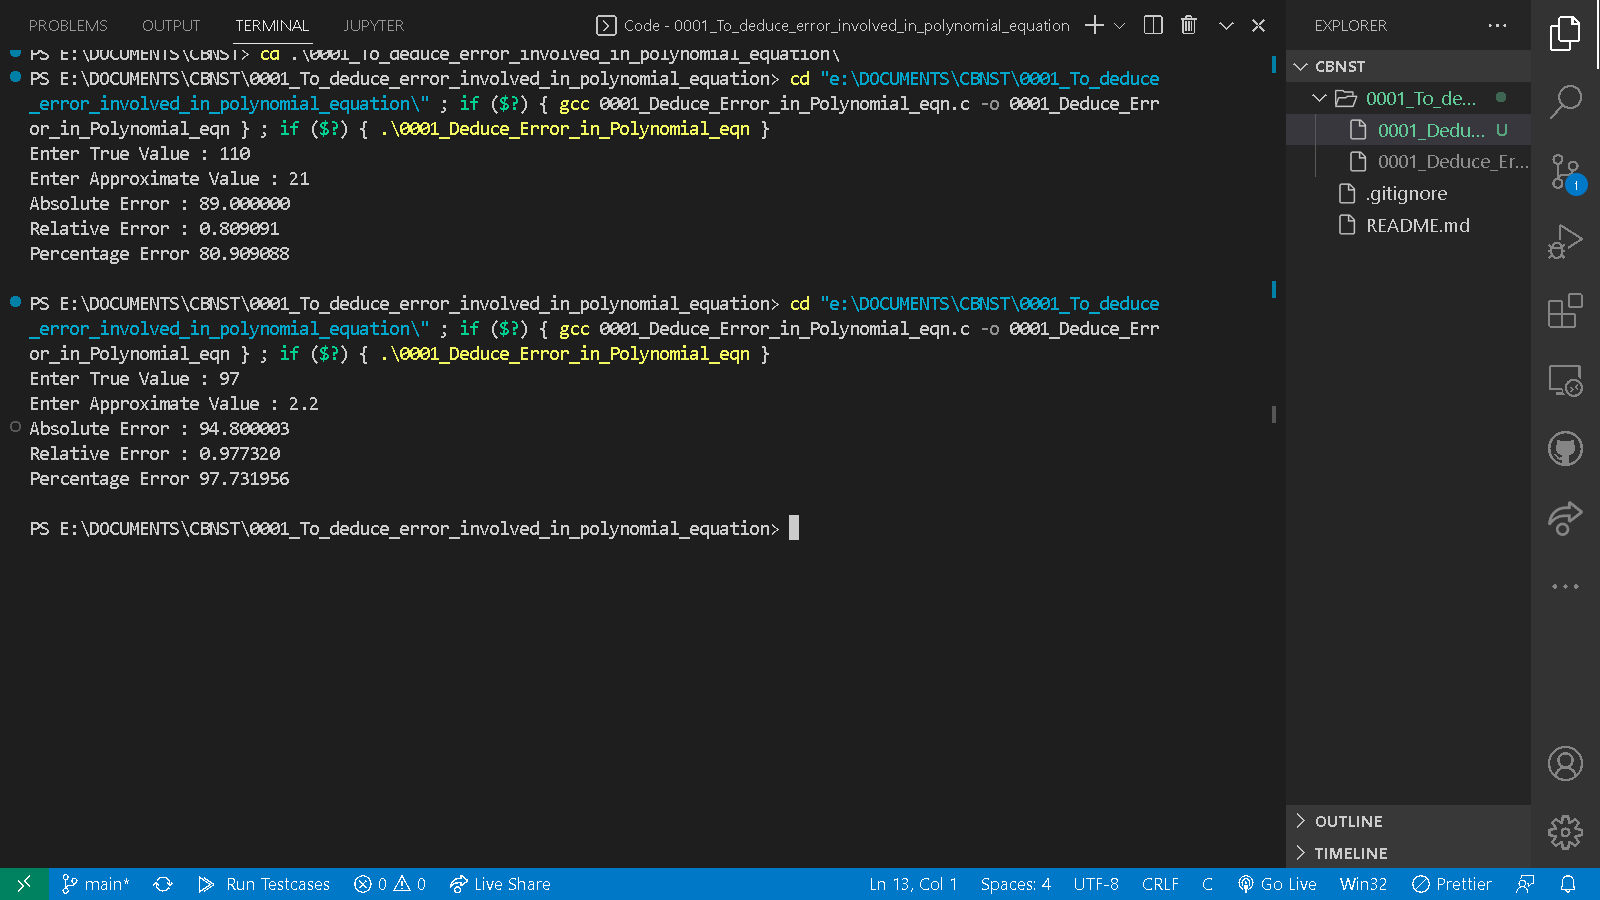 PROBLEMS OUTPUT TERMINAL JUPYTER Code - 0001_To_deduce_error_involved_in_polynomial_equation
PS E:\DOCUMENTS\CBNST> cd .\0001_To_deduce_error_involved_in_polynomial_equation\
PS E:\DOCUMENTS\CBNST\0001_To_deduce_error_involved_in_polynomial_equation> cd "e:\DOCUMENTS\CBNST\0001_To_deduce
_error_involved_in_polynomial_equation\" ; if ($?) { gcc 0001_Deduce_Error_in_Polynomial_eqn.c -o 0001_Deduce_Err
or_in_Polynomial_eqn } ; if ($?) { .\0001_Deduce_Error_in_Polynomial_eqn }
Enter True Value : 110
Enter Approximate Value : 21
Absolute Error : 89.000000
Relative Error : 0.809091
Percentage Error 80.909088
PS E:\DOCUMENTS\CBNST\0001_To_deduce_error_involved_in_polynomial_equation> cd "e:\DOCUMENTS\CBNST\0001_To_deduce
_error_involved_in_polynomial_equation\" ; if ($?) { gcc 0001_Deduce_Error_in_Polynomial_eqn.c -o 0001_Deduce_Err
or_in_Polynomial_eqn } ; if ($?) { .\0001_Deduce_Error_in_Polynomial_eqn }
Enter True Value : 97
Enter Approximate Value : 2.2
Absolute Error : 94.800003
Relative Error : 0.977320
Percentage Error 97.731956
PS E:\DOCUMENTS\CBNST\0001_To_deduce_error_involved_in_polynomial_equation>
EXPLORER
CBNST
0001_To_de...
0001_Dedu... U
0001_Deduce_Er...
.gitignore
README.md
OUTLINE
TIMELINE
1
main* Run Testcases 0 0 Live Share Ln 13, Col 1 Spaces: 4 UTF-8 CRLF C Go Live Win32 Prettier